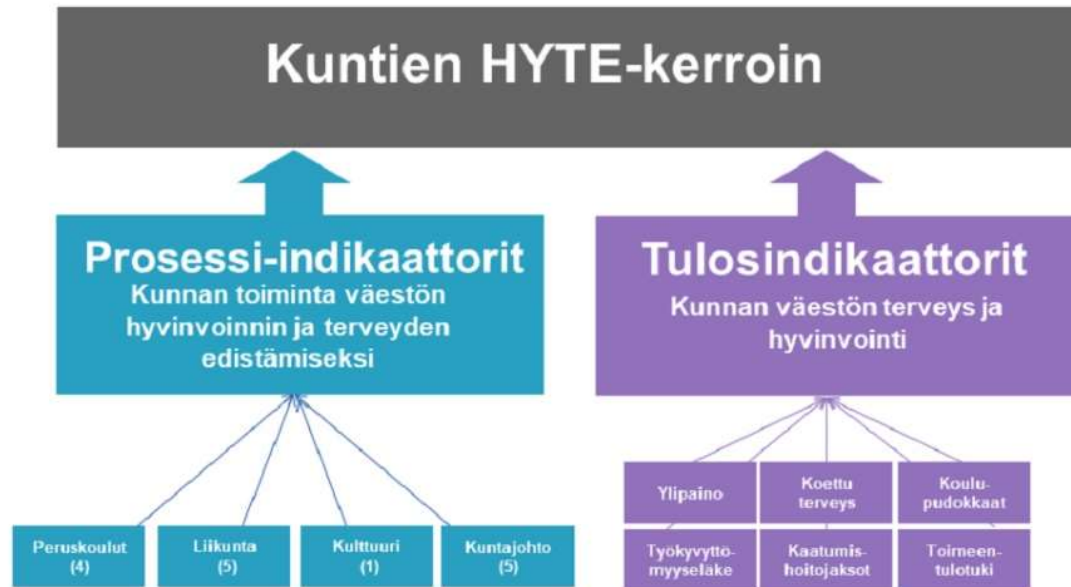 Kuntien HYTE-kerroin
Prosessi-indikaattorit
Kunnan toiminta väestön
hyvinvoinnin ja terveyden
edistämiseksi
Tulosindikaattorit
Kunnan väestön terveys ja
hyvinvointi
Peruskoulut
(4)
Liikunta
(5)
Kulttuuri
(1)
Kuntajohto
(5)
Ylipaino
Koettu
terveys
Koulu-
pudokkaat
Työkyvyttö-
myyseläke
Kaatumis-
hoitojaksot
Toimeen-
tulotuki